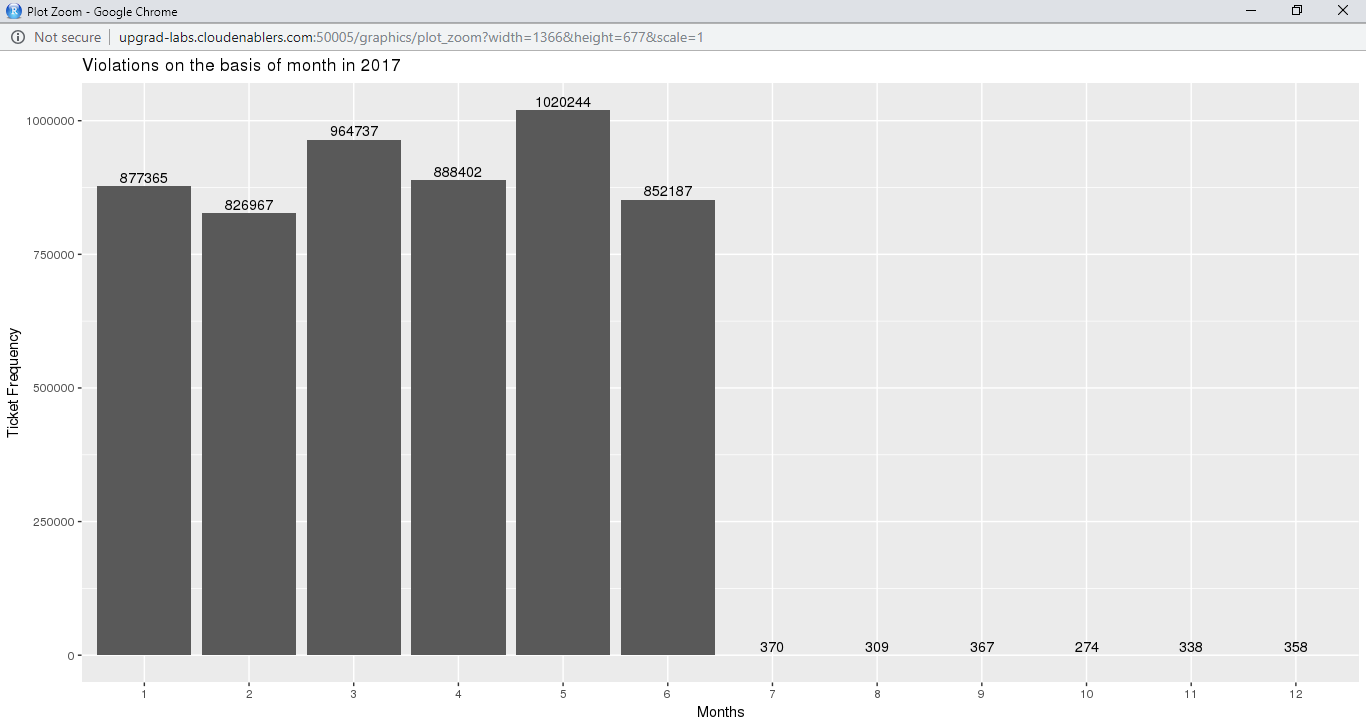 Plot Zoom - Google Chrome
Not secure | upgrad-labs.cloudenablers.com:50005/graphics/plot_zoom?width=1366&height=677&scale=1
Violations on the basis of month in 2017
1020244
1000000
964737
888402
877365
852187
826967
750000
Ticket Frequency
500000
250000
370 309 367 274 338 358
0
1 2 3 4 5 6 7 8 9 10 11 12
Months